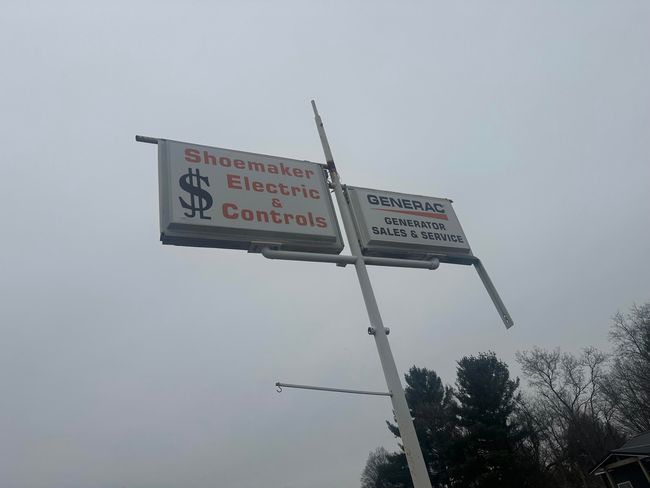 Shoemaker
Electric
&
Controls
GENERAC
GENERATOR
SALES & SERVICE